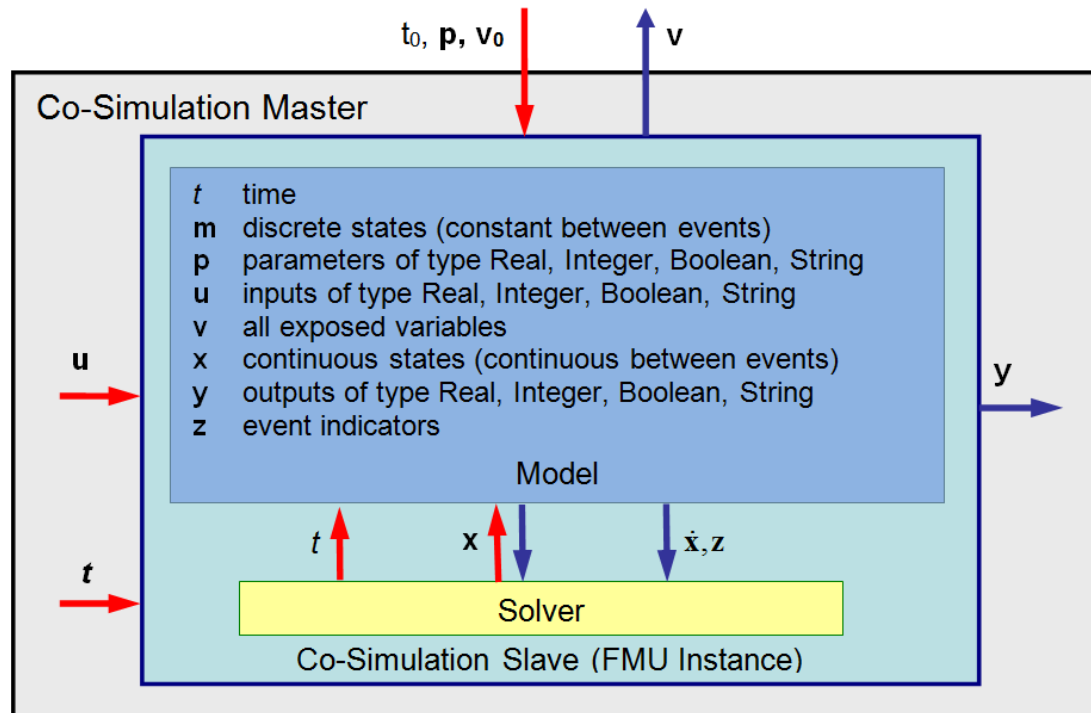 t₀, p, v₀
v
Co-Simulation Master
t time
m discrete states (constant between events)
p parameters of type Real, Integer, Boolean, String
u inputs of type Real, Integer, Boolean, String
v all exposed variables
x continuous states (continuous between events)
y outputs of type Real, Integer, Boolean, String
z event indicators
Model
u
y
t
x
ẋ, z
t
Solver
Co-Simulation Slave (FMU Instance)